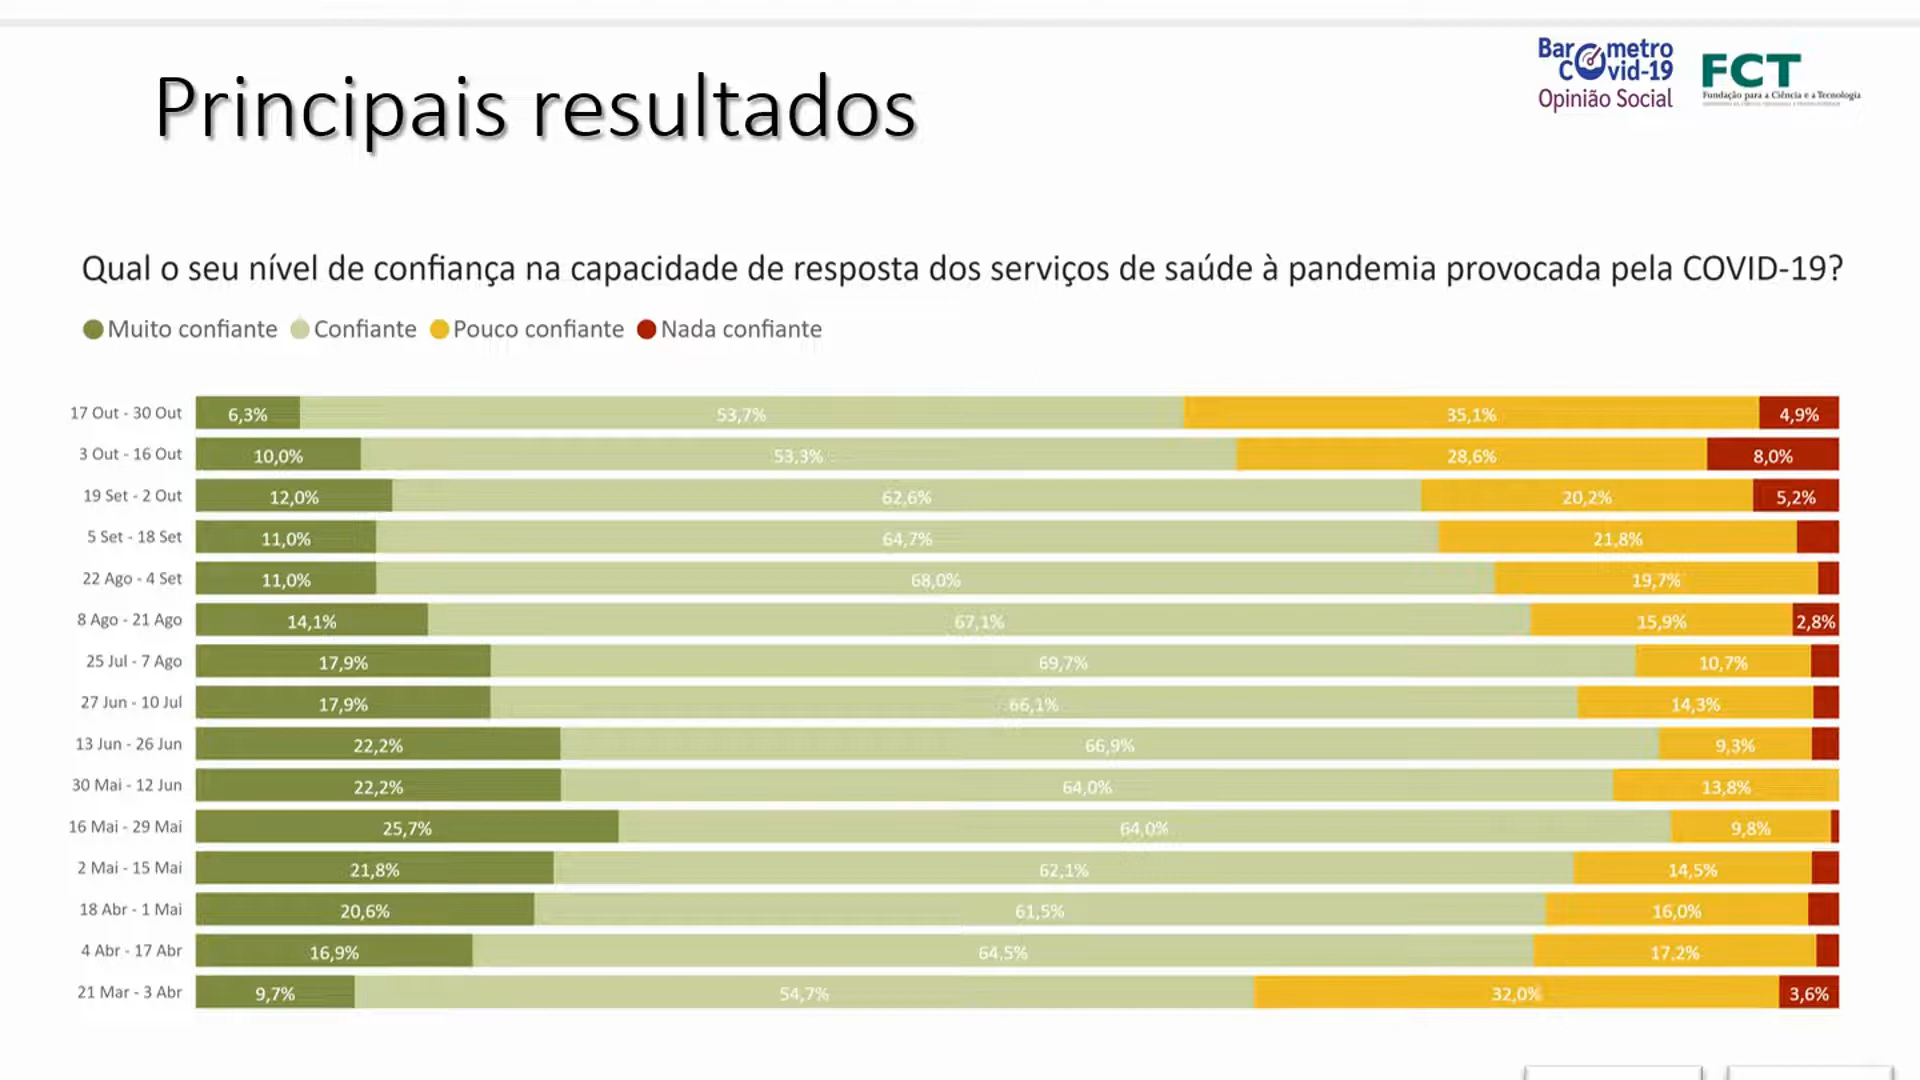 Barómetro
Covid-19
Opinião Social
FCT
Fundação para a Ciência e a Tecnologia
Principais resultados
Qual o seu nível de confiança na capacidade de resposta dos serviços de saúde à pandemia provocada pela COVID-19?
Muito confiante Confiante Pouco confiante Nada confiante
17 Out - 30 Out 6,3% 53,7% 35,1% 4,9%
3 Out - 16 Out 10,0% 53,3% 28,6% 8,0%
19 Set - 2 Out 12,0% 62,6% 20,2% 5,2%
5 Set - 18 Set 11,0% 64,7% 21,8%
22 Ago - 4 Set 11,0% 68,0% 19,7%
8 Ago - 21 Ago 14,1% 67,1% 15,9% 2,8%
25 Jul - 7 Ago 17,9% 69,7% 10,7%
27 Jun - 10 Jul 17,9% 66,1% 14,3%
13 Jun - 26 Jun 22,2% 66,9% 9,3%
30 Mai - 12 Jun 22,2% 64,0% 13,8%
16 Mai - 29 Mai 25,7% 64,0% 9,8%
2 Mai - 15 Mai 21,8% 62,1% 14,5%
18 Abr - 1 Mai 20,6% 61,5% 16,0%
4 Abr - 17 Abr 16,9% 64,5% 17,2%
21 Mar - 3 Abr 9,7% 54,7% 32,0% 3,6%